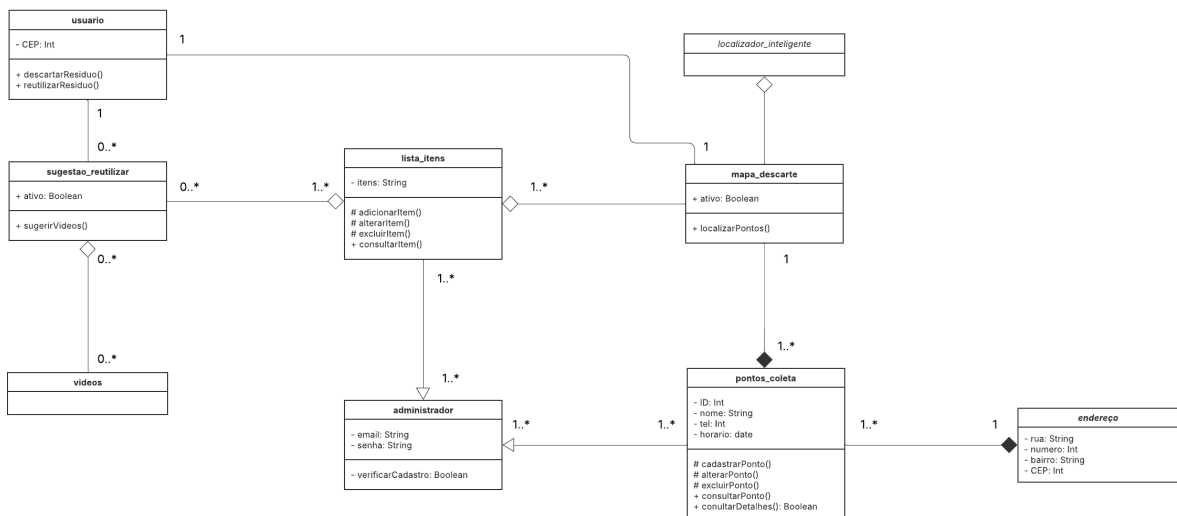 usuario
- CEP: Int
+ descartarResiduo()
+ reutilizarResiduo()
1
1
0..*
sugestao_reutilizar
+ ativo: Boolean
+ sugerirVideos()
0..*
1..*
0..*
0..*
videos
lista_itens
- itens: String
# adicionarItem()
# alterarItem()
# excluirItem()
+ consultarItem()
1..*
1..*
1..*
administrador
- email: String
- senha: String
- verificarCadastro: Boolean
localizador_inteligente
1
mapa_descarte
+ ativo: Boolean
+ localizarPontos()
1
1..*
pontos_coleta
- ID: Int
- nome: String
- tel: Int
- horario: date
# cadastrarPonto()
# alterarPonto()
# excluirPonto()
+ consultarPonto()
+ conultarDetalhes(): Boolean
1..*
1..*
1..*
1
endereço
- rua: String
- numero: Int
- bairro: String
- CEP: Int